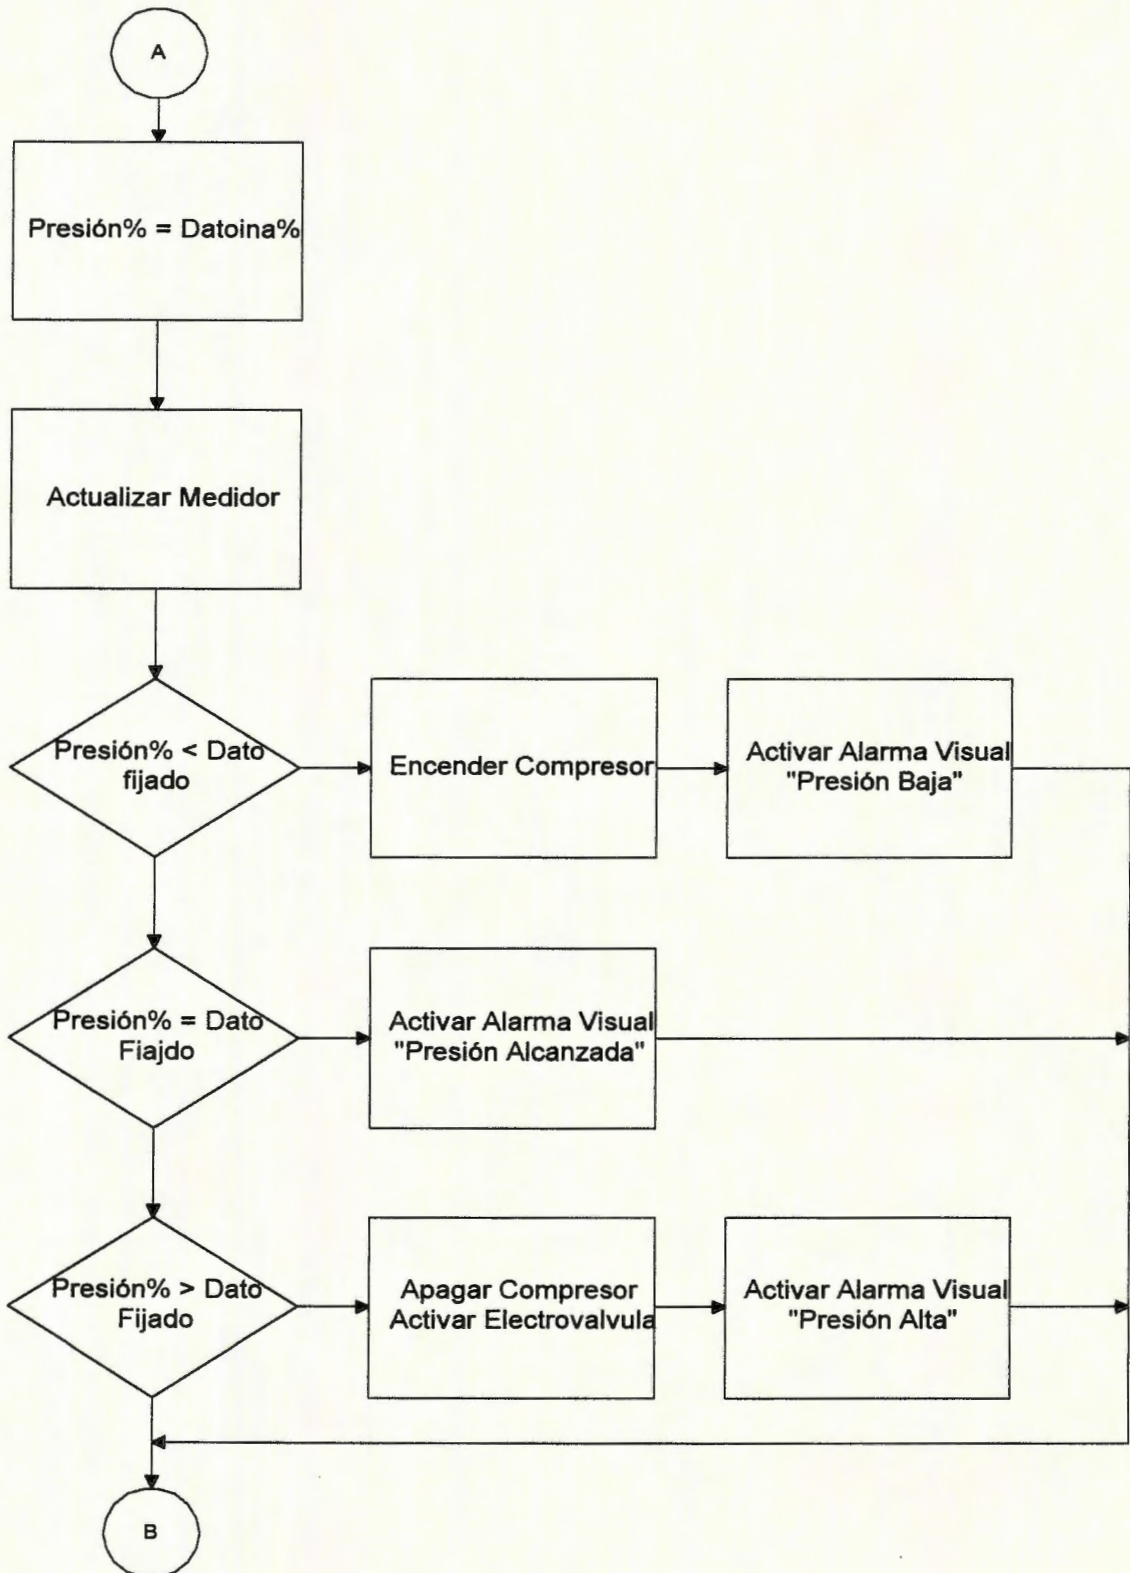 A
Presión% = Datoina%
Actualizar Medidor
Presión% < Dato
fijado
Encender Compresor
Activar Alarma Visual
"Presión Baja"
Presión% = Dato
Fiajdo
Activar Alarma Visual
"Presión Alcanzada"
Presión% > Dato
Fijado
Apagar Compresor
Activar Electrovalvula
Activar Alarma Visual
"Presión Alta"
B